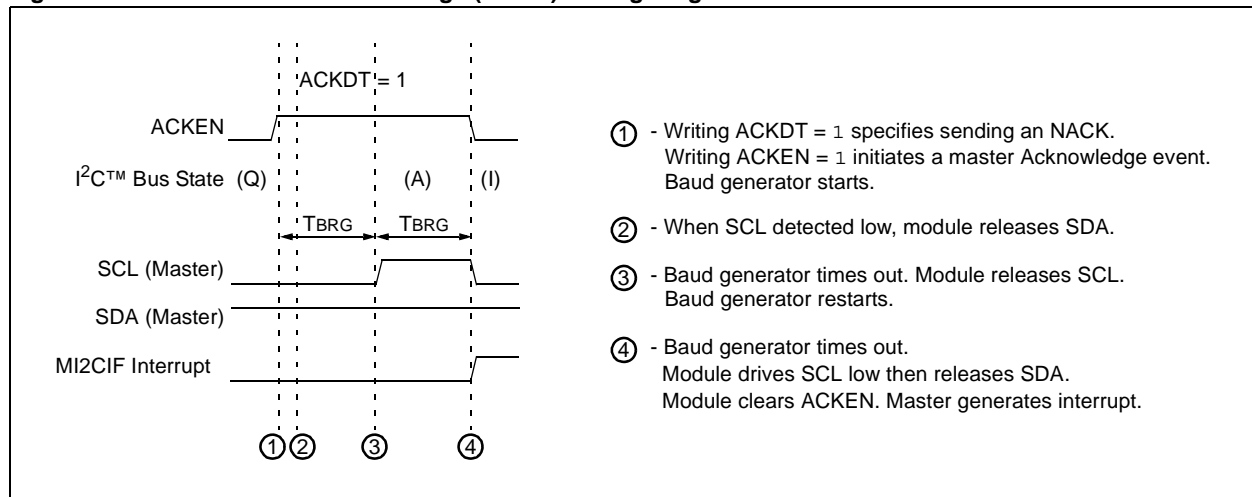 ACKDT = 1
ACKEN
I²C™ Bus State (Q) (A) (I)
TBRG TBRG
SCL (Master)
SDA (Master)
MI2CIF Interrupt
1 2 3 4
1 - Writing ACKDT = 1 specifies sending an NACK.
Writing ACKEN = 1 initiates a master Acknowledge event.
Baud generator starts.
2 - When SCL detected low, module releases SDA.
3 - Baud generator times out. Module releases SCL.
Baud generator restarts.
4 - Baud generator times out.
Module drives SCL low then releases SDA.
Module clears ACKEN. Master generates interrupt.